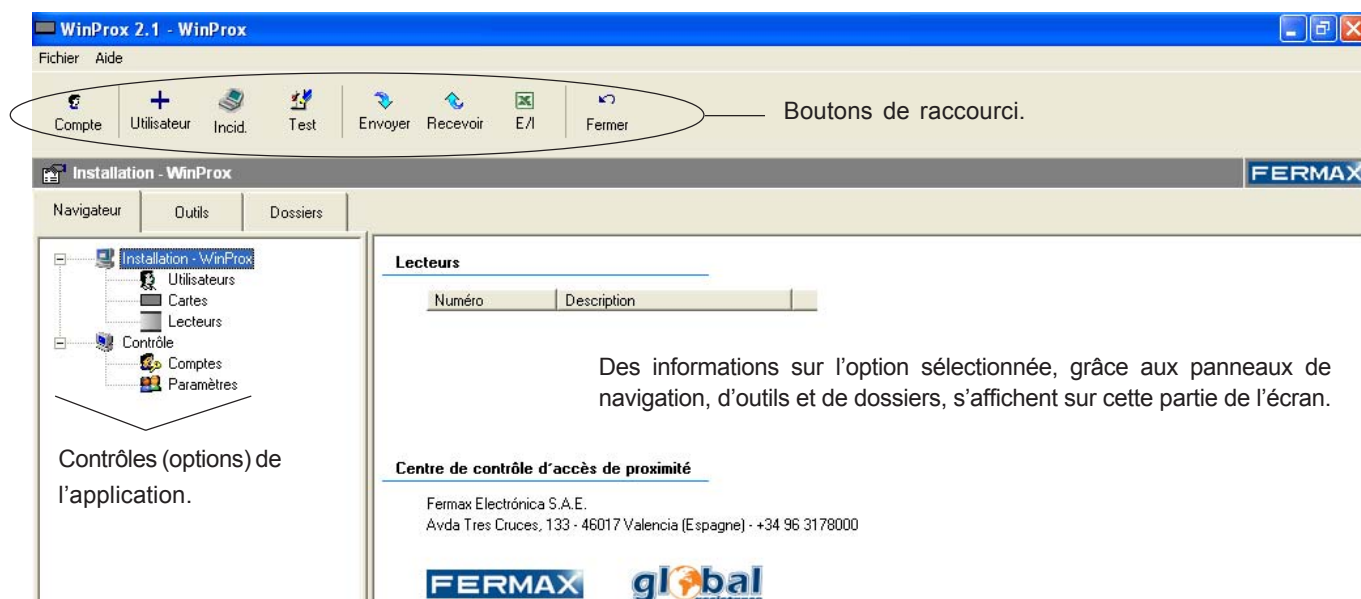 WinProx 2.1 - WinProx
Fichier Aide
Compte Utilisateur Incid. Test Envoyer Recevoir E/I Fermer
Boutons de raccourci.
Installation - WinProx
FERMAX
Navigateur Outils Dossiers
Installation - WinProx
Utilisateurs
Cartes
Lecteurs
Contrôle
Comptes
Paramètres
Contrôles (options) de
l’application.
Lecteurs
Numéro Description
Des informations sur l’option sélectionnée, grâce aux panneaux de
navigation, d’outils et de dossiers, s’affichent sur cette partie de l’écran.
Centre de contrôle d´accès de proximité
Fermax Electrónica S.A.E.
Avda Tres Cruces, 133 - 46017 Valencia (Espagne) - +34 96 3178000
FERMAX global